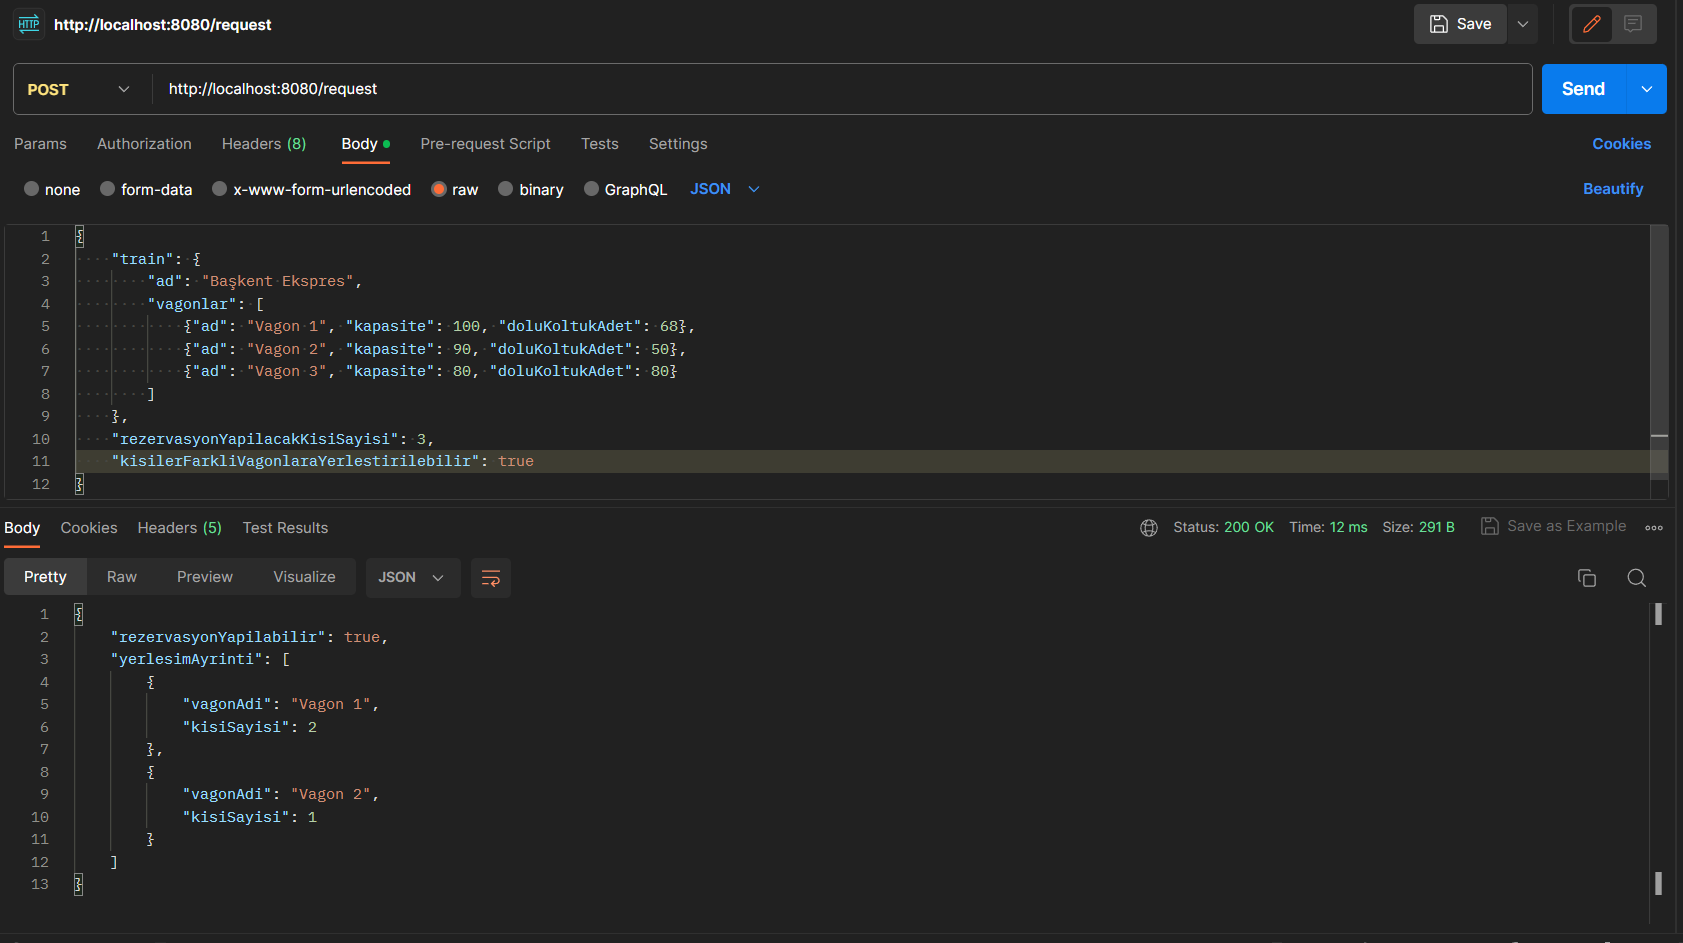 HTTP http://localhost:8080/request Save
POST http://localhost:8080/request Send
Params Authorization Headers (8) Body Pre-request Script Tests Settings Cookies
none form-data x-www-form-urlencoded raw binary GraphQL JSON Beautify
1 {
2 "train": {
3 "ad": "Başkent Ekspres",
4 "vagonlar": [
5 {"ad": "Vagon 1", "kapasite": 100, "doluKoltukAdet": 68},
6 {"ad": "Vagon 2", "kapasite": 90, "doluKoltukAdet": 50},
7 {"ad": "Vagon 3", "kapasite": 80, "doluKoltukAdet": 80}
8 ]
9 },
10 "rezervasyonYapilacakKisiSayisi": 3,
11 "kisilerFarkliVagonlaraYerlestirilebilir": true
12 }
Body Cookies Headers (5) Test Results Status: 200 OK Time: 12 ms Size: 291 B Save as Example
Pretty Raw Preview Visualize JSON
1 {
2 "rezervasyonYapilabilir": true,
3 "yerlesimAyrinti": [
4 {
5 "vagonAdi": "Vagon 1",
6 "kisiSayisi": 2
7 },
8 {
9 "vagonAdi": "Vagon 2",
10 "kisiSayisi": 1
11 }
12 ]
13 }